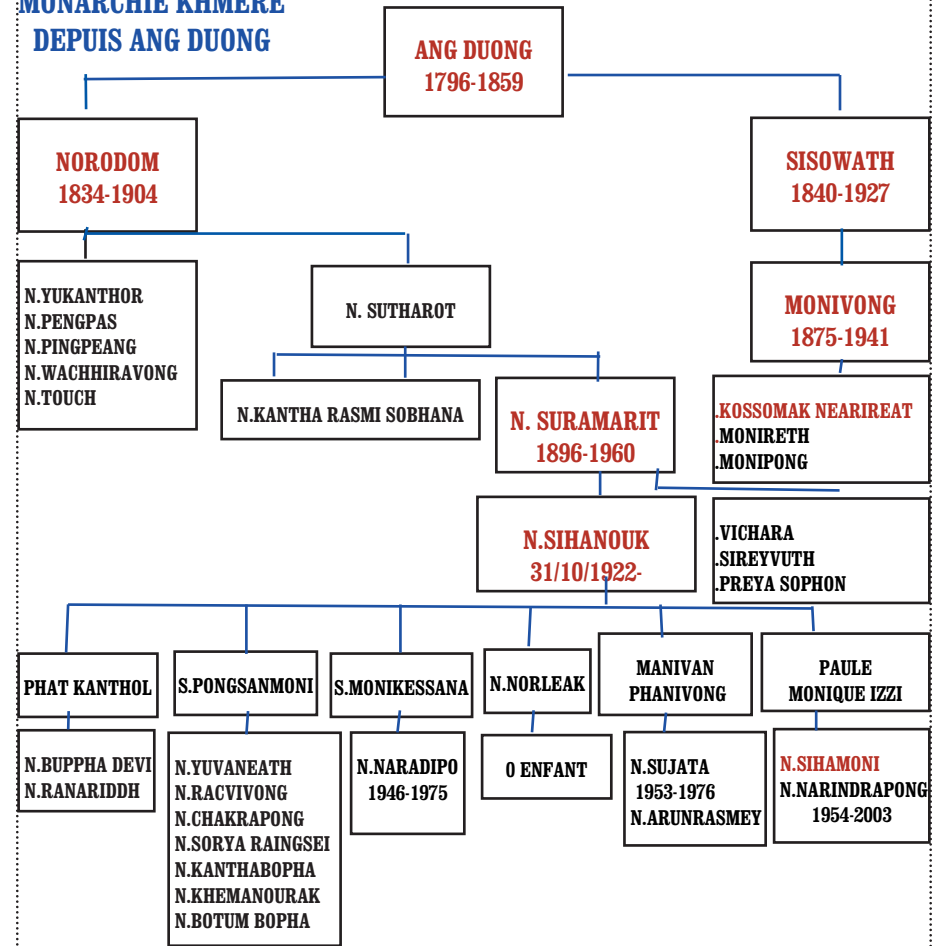 MONARCHIE KHMERE
DEPUIS ANG DUONG
ANG DUONG
1796-1859
NORODOM
1834-1904
SISOWATH
1840-1927
N.YUKANTHOR
N.PENGPAS
N.PINGPEANG
N.WACHHIRAVONG
N.TOUCH
N. SUTHAROT
MONIVONG
1875-1941
N.KANTHA RASMI SOBHANA
N. SURAMARIT
1896-1960
.KOSSOMAK NEARIREAT
.MONIRETH
.MONIPONG
N.SIHANOUK
31/10/1922-
.VICHARA
.SIREYVUTH
.PREYA SOPHON
PHAT KANTHOL
S.PONGSANMONI
S.MONIKESSANA
N.NORLEAK
MANIVAN
PHANIVONG
PAULE
MONIQUE IZZI
N.BUPPHA DEVI
N.RANARIDDH
N.YUVANEATH
N.RACVIVONG
N.CHAKRAPONG
N.SORYA RAINGSEI
N.KANTHABOPHA
N.KHEMANOURAK
N.BOTUM BOPHA
N.NARADIPO
1946-1975
0 ENFANT
N.SUJATA
1953-1976
N.ARUNRASMEY
N.SIHAMONI
N.NARINDRAPONG
1954-2003